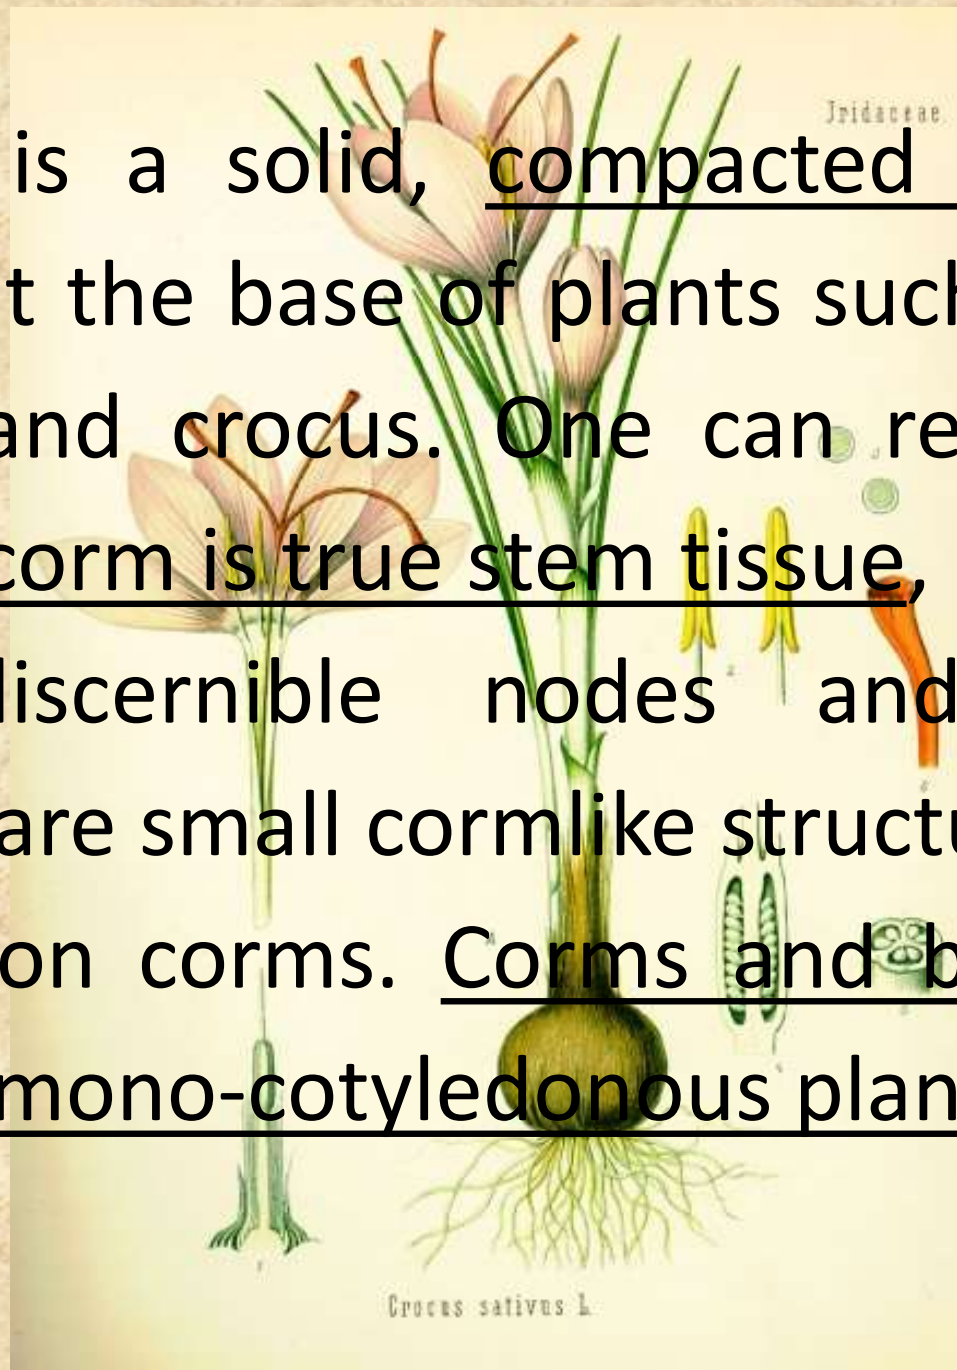 Iridaceae.
is a solid, compacted
t the base of plants such
and crocus. One can re
corm is true stem tissue,
discernible nodes and
are small cormlike structu
on corms. Corms and b
mono-cotyledonous plan
Crocus sativus L.